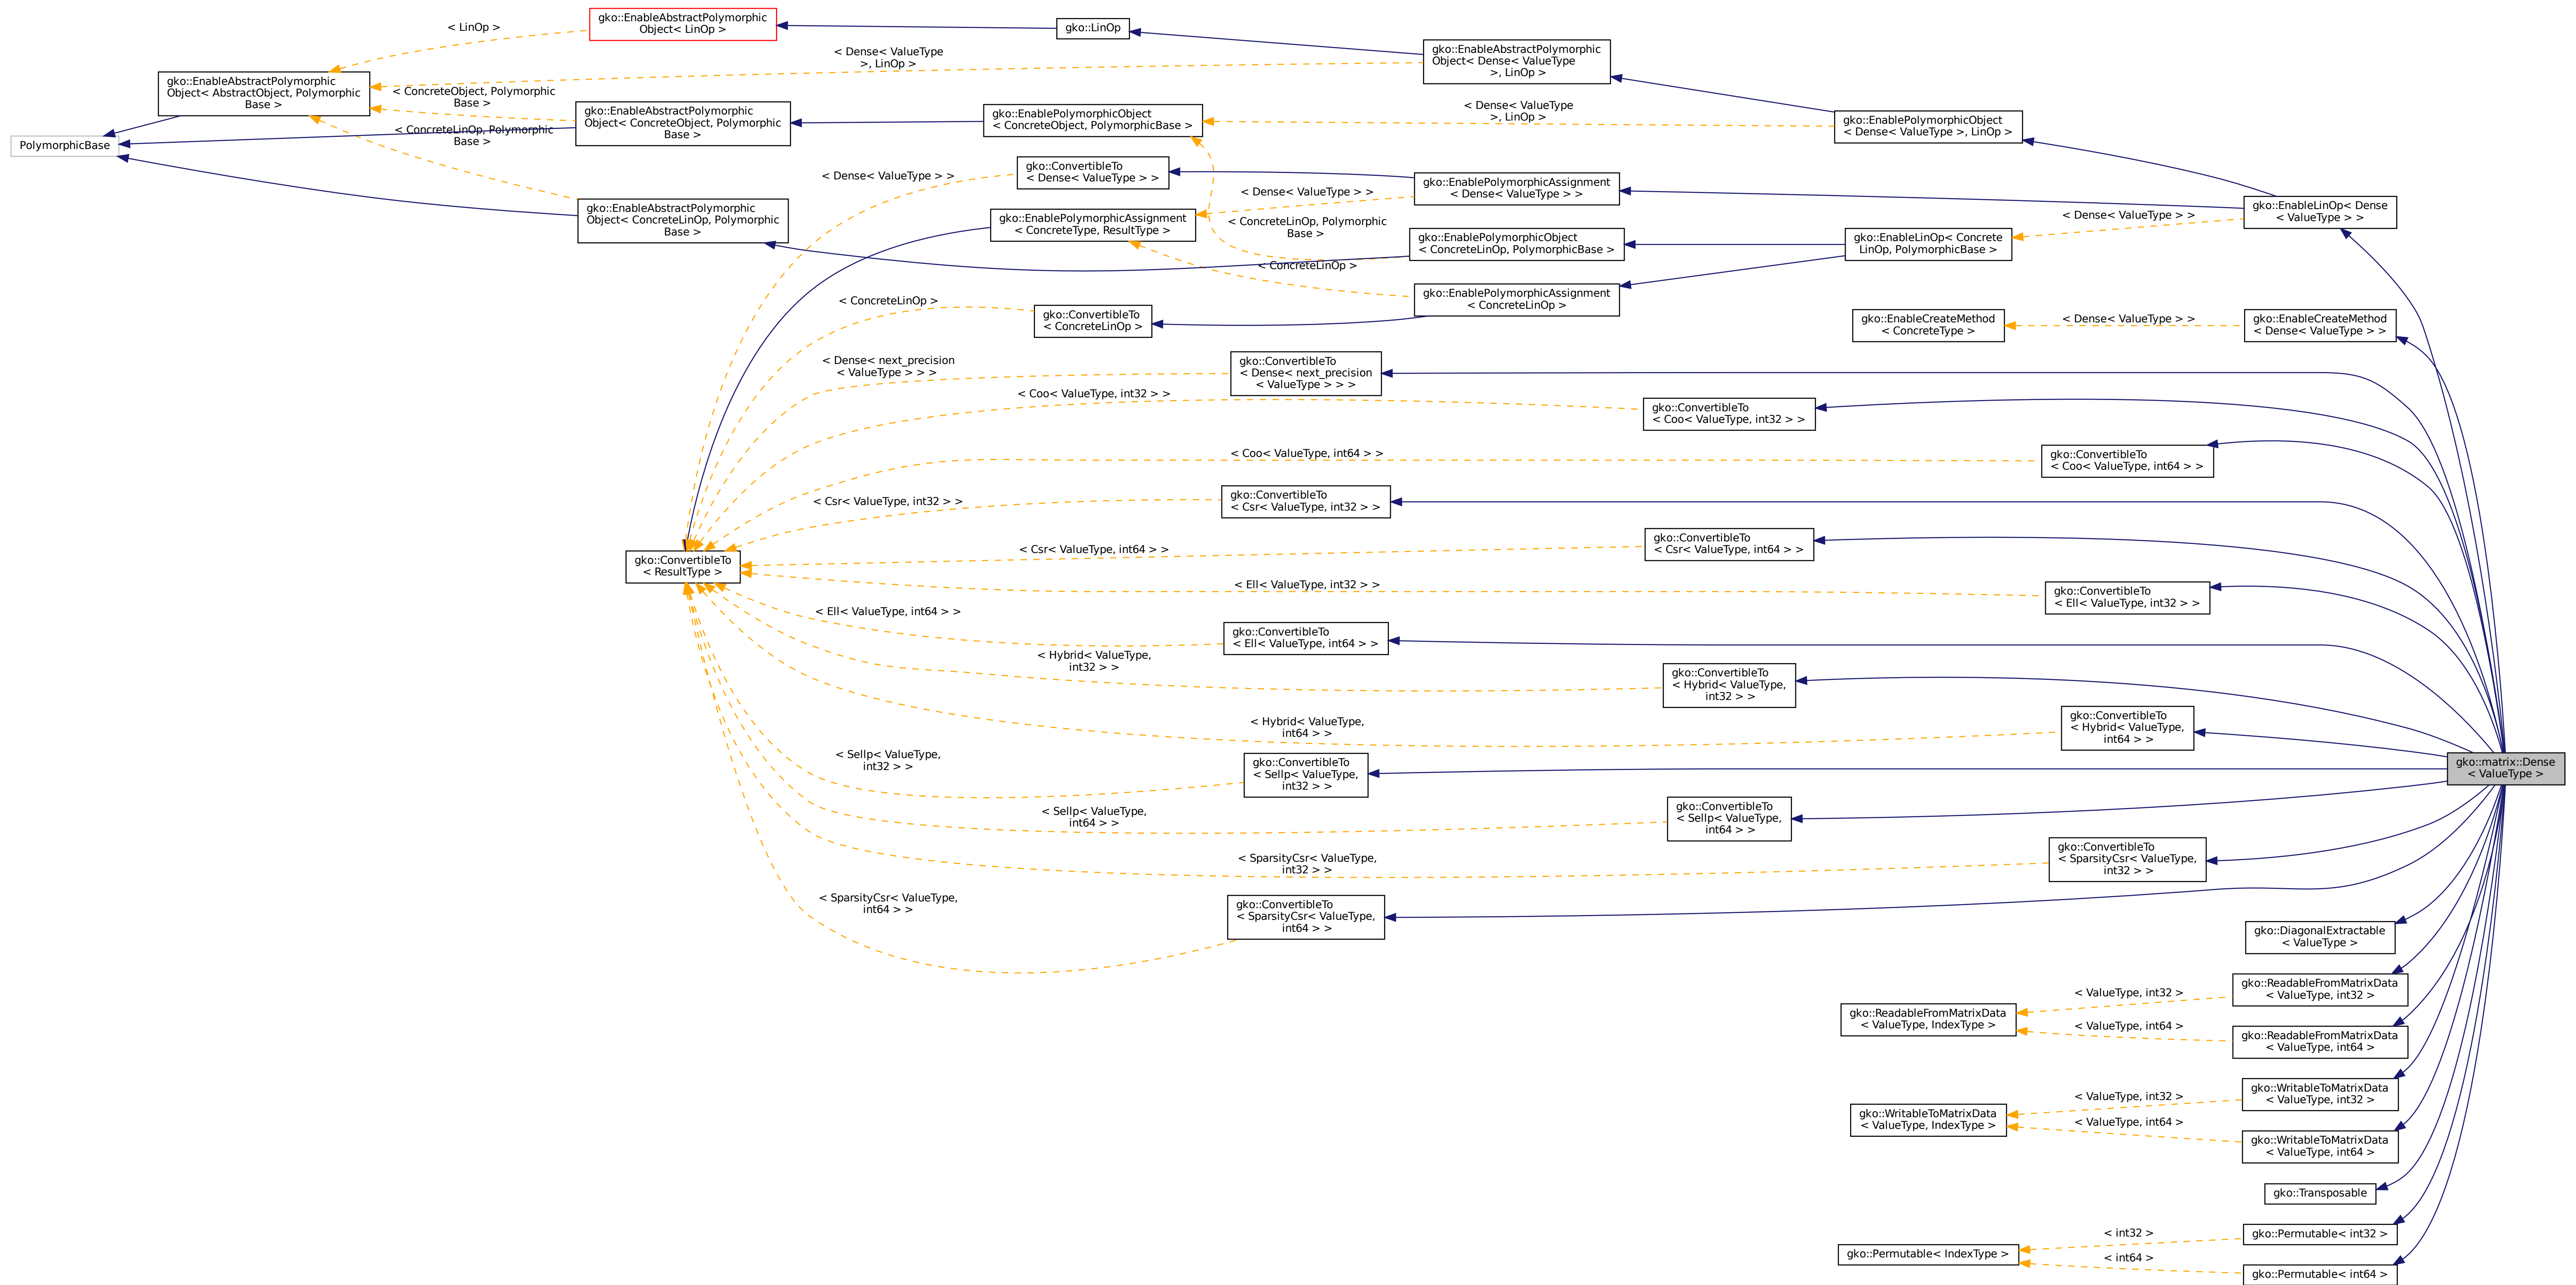 gko::EnableAbstractPolymorphic
Object< LinOp >
< LinOp >
gko::LinOp
gko::EnableAbstractPolymorphic
Object< Dense< ValueType
>, LinOp >
< Dense< ValueType
>, LinOp >
gko::EnableAbstractPolymorphic
Object< AbstractObject, Polymorphic
Base >
< ConcreteObject, Polymorphic
Base >
gko::EnableAbstractPolymorphic
Object< ConcreteObject, Polymorphic
Base >
gko::EnablePolymorphicObject
< ConcreteObject, PolymorphicBase >
< Dense< ValueType
>, LinOp >
gko::EnablePolymorphicObject
< Dense< ValueType >, LinOp >
< ConcreteLinOp, Polymorphic
Base >
PolymorphicBase
gko::ConvertibleTo
< Dense< ValueType > >
< Dense< ValueType > >
gko::EnablePolymorphicAssignment
< Dense< ValueType > >
< Dense< ValueType > >
gko::EnableAbstractPolymorphic
Object< ConcreteLinOp, Polymorphic
Base >
gko::EnableLinOp< Dense
< ValueType > >
gko::EnablePolymorphicAssignment
< ConcreteType, ResultType >
< ConcreteLinOp, Polymorphic
Base >
< Dense< ValueType > >
gko::EnablePolymorphicObject
< ConcreteLinOp, PolymorphicBase >
gko::EnableLinOp< Concrete
LinOp, PolymorphicBase >
< ConcreteLinOp >
gko::EnablePolymorphicAssignment
< ConcreteLinOp >
< ConcreteLinOp >
gko::ConvertibleTo
< ConcreteLinOp >
gko::EnableCreateMethod
< ConcreteType >
< Dense< ValueType > >
gko::EnableCreateMethod
< Dense< ValueType > >
< Dense< next_precision
< ValueType > > >
gko::ConvertibleTo
< Dense< next_precision
< ValueType > > >
< Coo< ValueType, int32 > >
gko::ConvertibleTo
< Coo< ValueType, int32 > >
< Coo< ValueType, int64 > >
gko::ConvertibleTo
< Coo< ValueType, int64 > >
< Csr< ValueType, int32 > >
gko::ConvertibleTo
< Csr< ValueType, int32 > >
< Csr< ValueType, int64 > >
gko::ConvertibleTo
< Csr< ValueType, int64 > >
gko::ConvertibleTo
< ResultType >
< Ell< ValueType, int32 > >
gko::ConvertibleTo
< Ell< ValueType, int32 > >
< Ell< ValueType, int64 > >
gko::ConvertibleTo
< Ell< ValueType, int64 > >
< Hybrid< ValueType,
int32 > >
gko::ConvertibleTo
< Hybrid< ValueType,
int32 > >
< Hybrid< ValueType,
int64 > >
gko::ConvertibleTo
< Hybrid< ValueType,
int64 > >
gko::matrix::Dense
< ValueType >
< Sellp< ValueType,
int32 > >
gko::ConvertibleTo
< Sellp< ValueType,
int32 > >
< Sellp< ValueType,
int64 > >
gko::ConvertibleTo
< Sellp< ValueType,
int64 > >
< SparsityCsr< ValueType,
int32 > >
gko::ConvertibleTo
< SparsityCsr< ValueType,
int32 > >
< SparsityCsr< ValueType,
int64 > >
gko::ConvertibleTo
< SparsityCsr< ValueType,
int64 > >
gko::DiagonalExtractable
< ValueType >
gko::ReadableFromMatrixData
< ValueType, IndexType >
< ValueType, int32 >
gko::ReadableFromMatrixData
< ValueType, int32 >
< ValueType, int64 >
gko::ReadableFromMatrixData
< ValueType, int64 >
gko::WritableToMatrixData
< ValueType, IndexType >
< ValueType, int32 >
gko::WritableToMatrixData
< ValueType, int32 >
< ValueType, int64 >
gko::WritableToMatrixData
< ValueType, int64 >
gko::Transposable
gko::Permutable< IndexType >
< int32 >
gko::Permutable< int32 >
< int64 >
gko::Permutable< int64 >